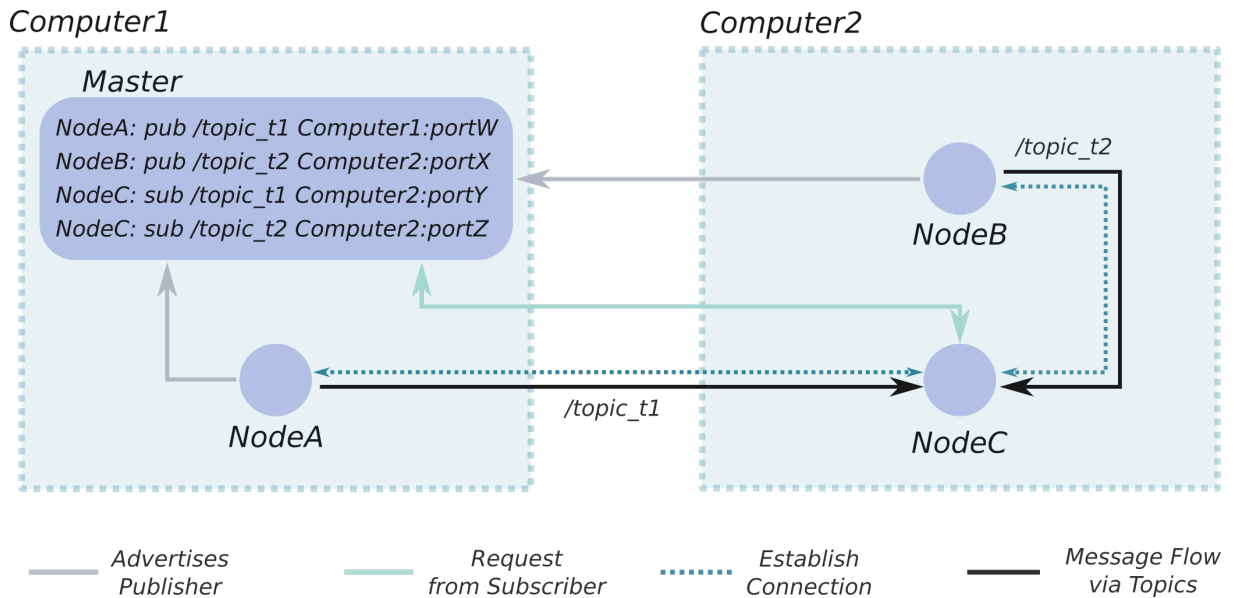 Computer1
Computer2
Master
NodeA: pub /topic_t1 Computer1:portW
NodeB: pub /topic_t2 Computer2:portX
NodeC: sub /topic_t1 Computer2:portY
NodeC: sub /topic_t2 Computer2:portZ
/topic_t2
NodeB
/topic_t1
NodeA
NodeC
Advertises
Publisher
Request
from Subscriber
Establish
Connection
Message Flow
via Topics